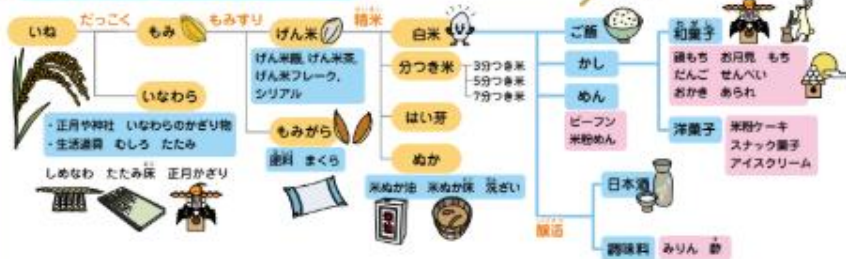 いね
だっこく
もみ
もみすり
げん米
精米
白米
ご飯
和菓子
げん米飯, げん米茶,
げん米フレーク,
シリアル
分つき米
3分つき米
5分つき米
7分つき米
かし
鏡もち お月見 もち
だんご せんべい
おかき あられ
いなわら
めん
ビーフン
米粉めん
・正月や神社 いなわらのかざり物
・生活道具 むしろ たたみ
はい芽
もみがら
洋菓子
米粉ケーキ
スナック菓子
アイスクリーム
しめなわ たたみ床 正月かざり
まくら
ぬか
米ぬか油 米ぬか床 洗ざい
日本酒
醸造
調味料
みりん 酢